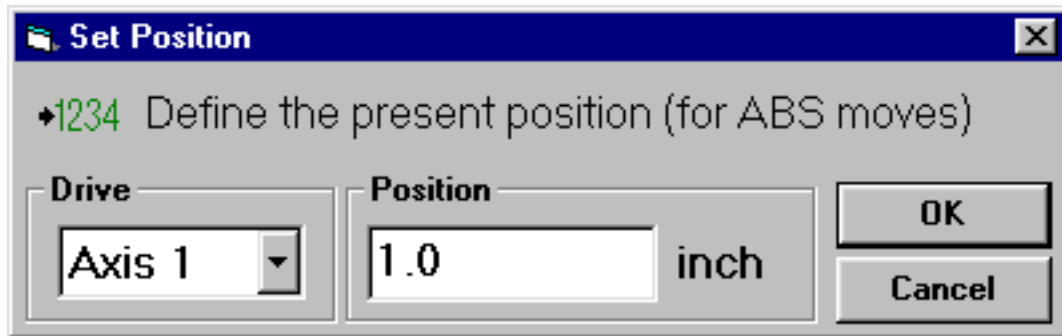 Set Position
1234 Define the present position (for ABS moves)
Drive
Axis 1
Position
1.0 inch
OK
Cancel